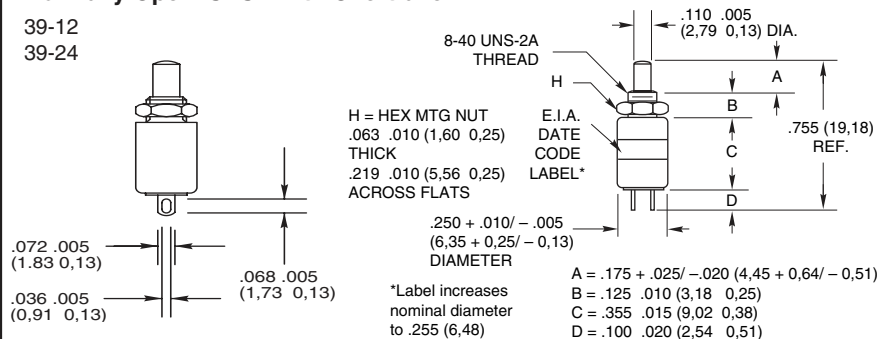 39-12
39-24
8-40 UNS-2A
THREAD
H
.110 .005
(2,79 0,13) DIA.
A
B
C
D
.755 (19,18)
REF.
H = HEX MTG NUT
.063 .010 (1,60 0,25)
THICK
.219 .010 (5,56 0,25)
ACROSS FLATS
E.I.A.
DATE
CODE
LABEL*
.250 + .010/ – .005
(6,35 + 0,25/ – 0,13)
DIAMETER
.072 .005
(1.83 0,13)
.036 .005
(0,91 0,13)
.068 .005
(1,73 0,13)
*Label increases
nominal diameter
to .255 (6,48)
A = .175 + .025/ –.020 (4,45 + 0,64/ – 0,51)
B = .125 .010 (3,18 0,25)
C = .355 .015 (9,02 0,38)
D = .100 .020 (2,54 0,51)